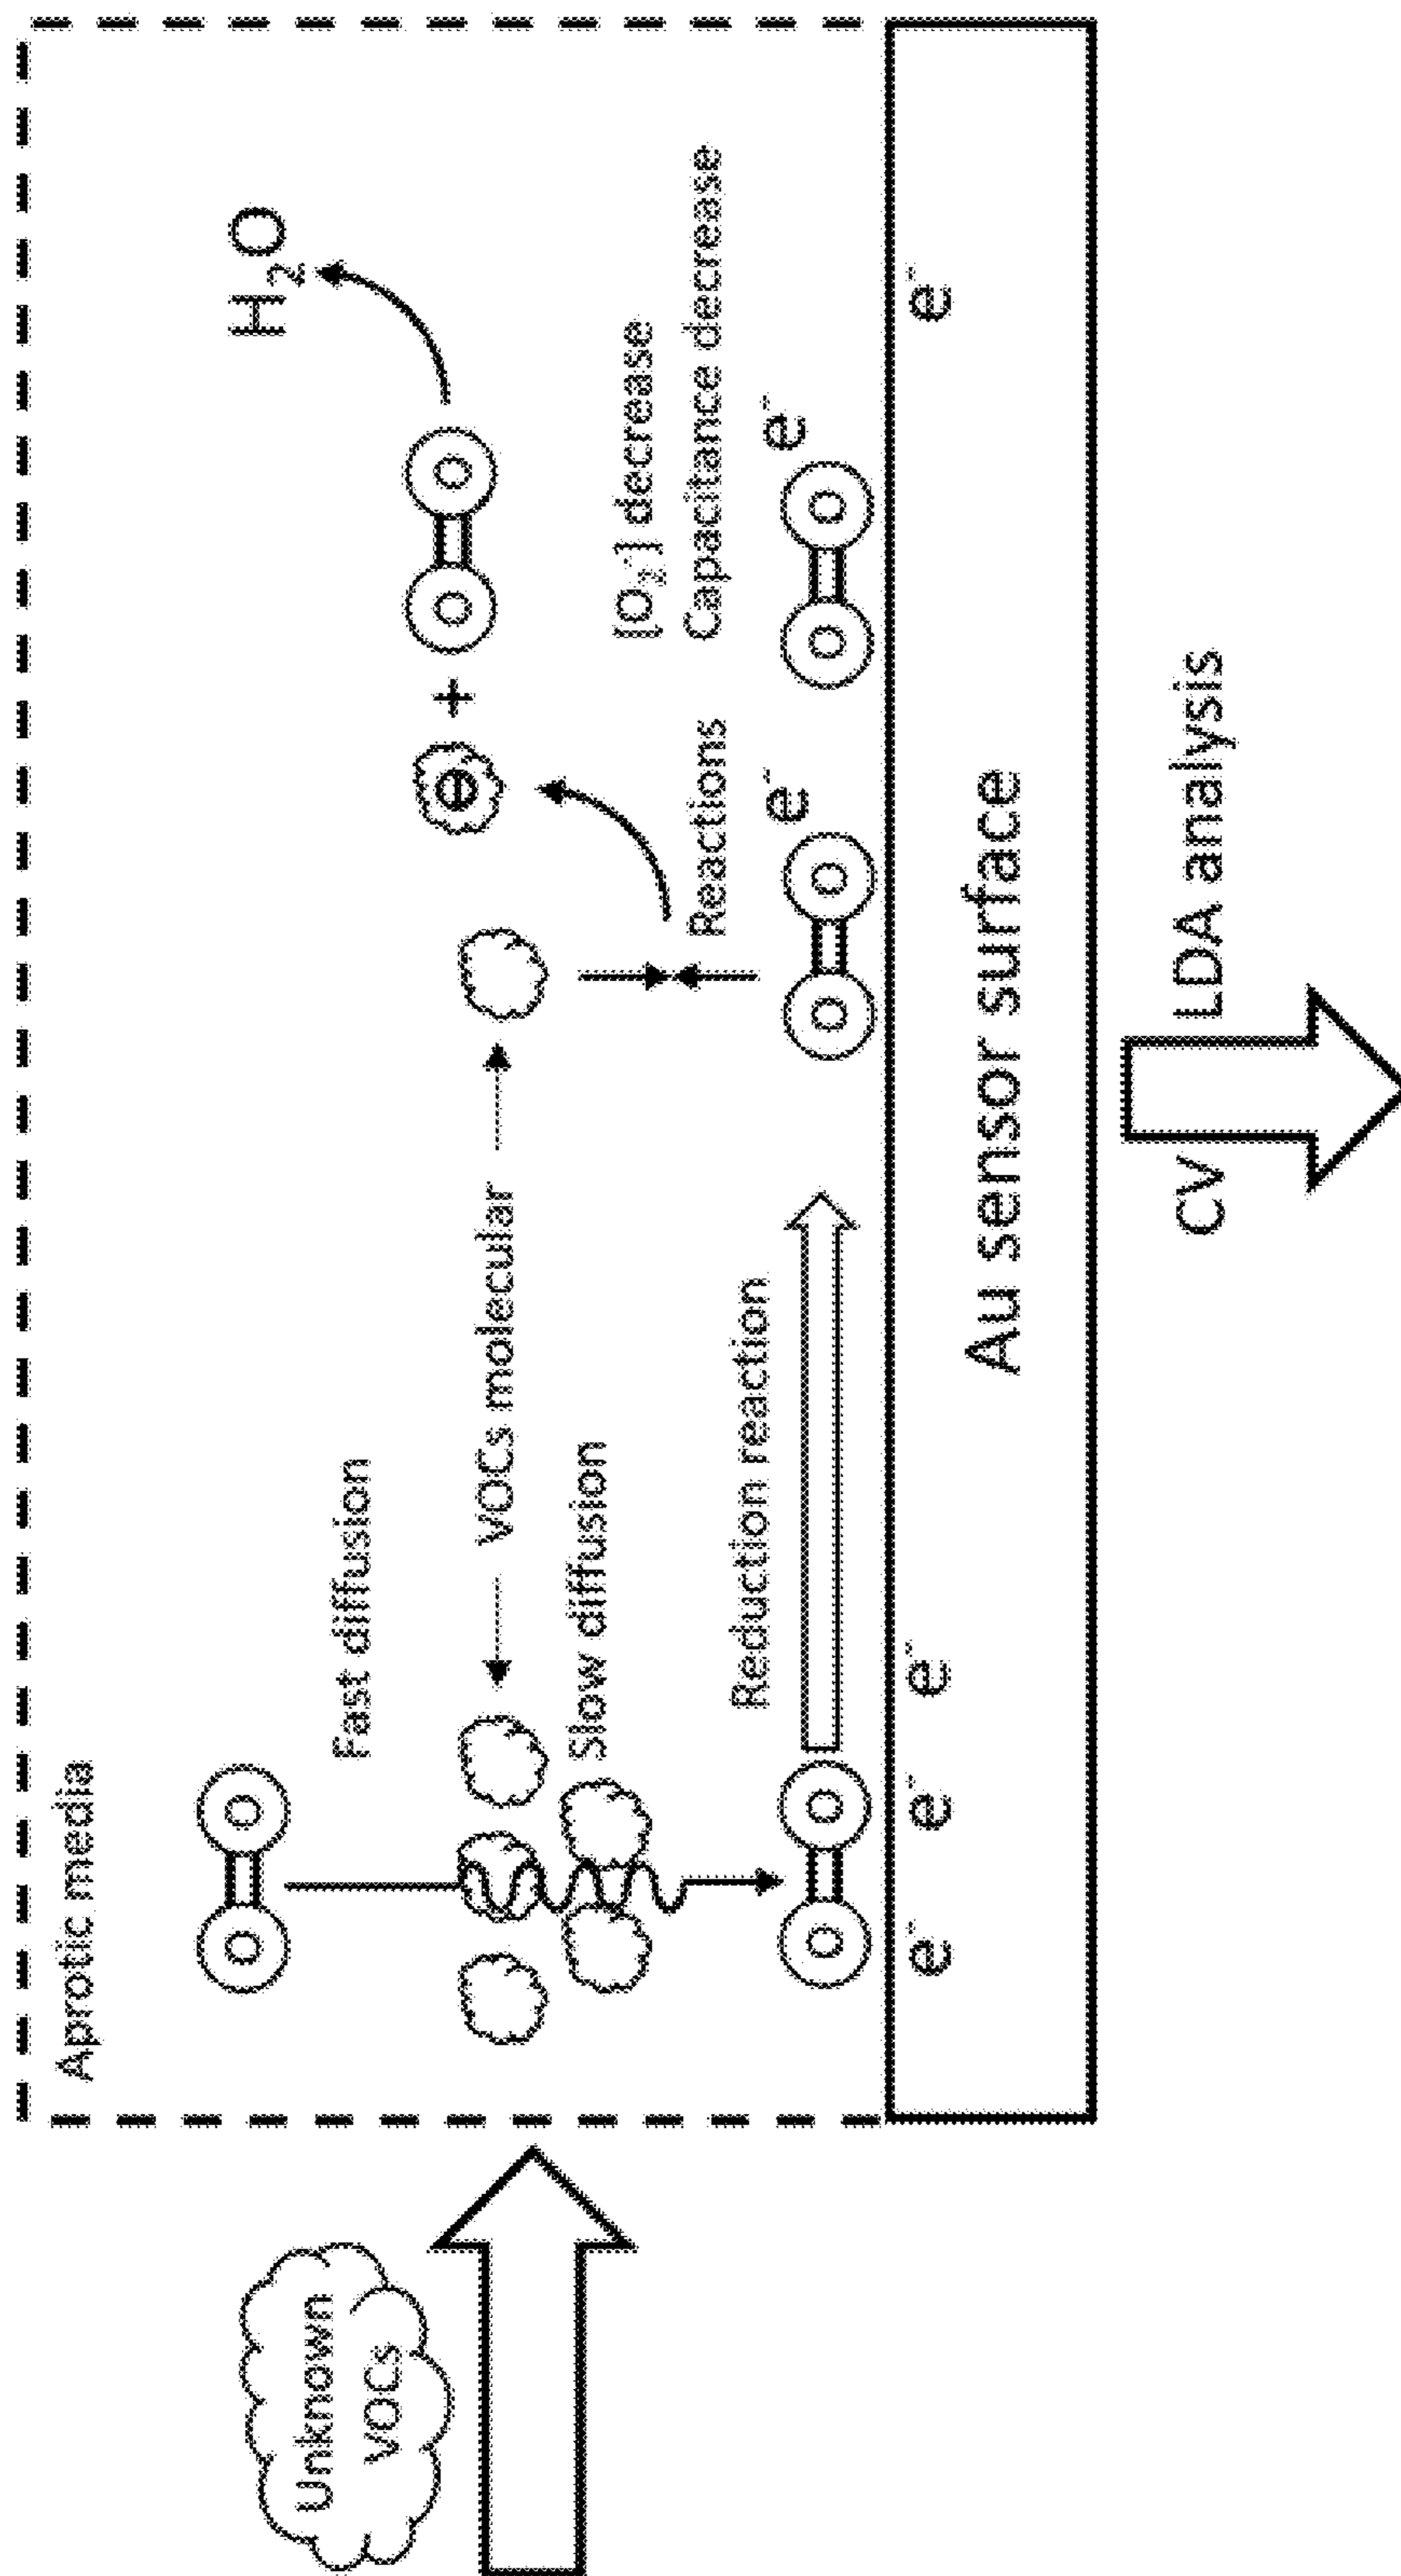 Aprotic media
Unknown
VOCs
O O
Fast diffusion
VOCs molecular
Slow diffusion
Reduction reaction
O O
e⁻ e⁻ e⁻
Reactions
O O
e⁻
⊖ + O O
H₂O
[O₂⁻] decrease
Capacitance decrease
O O
e⁻
e⁻
Au sensor surface
CV LDA analysis